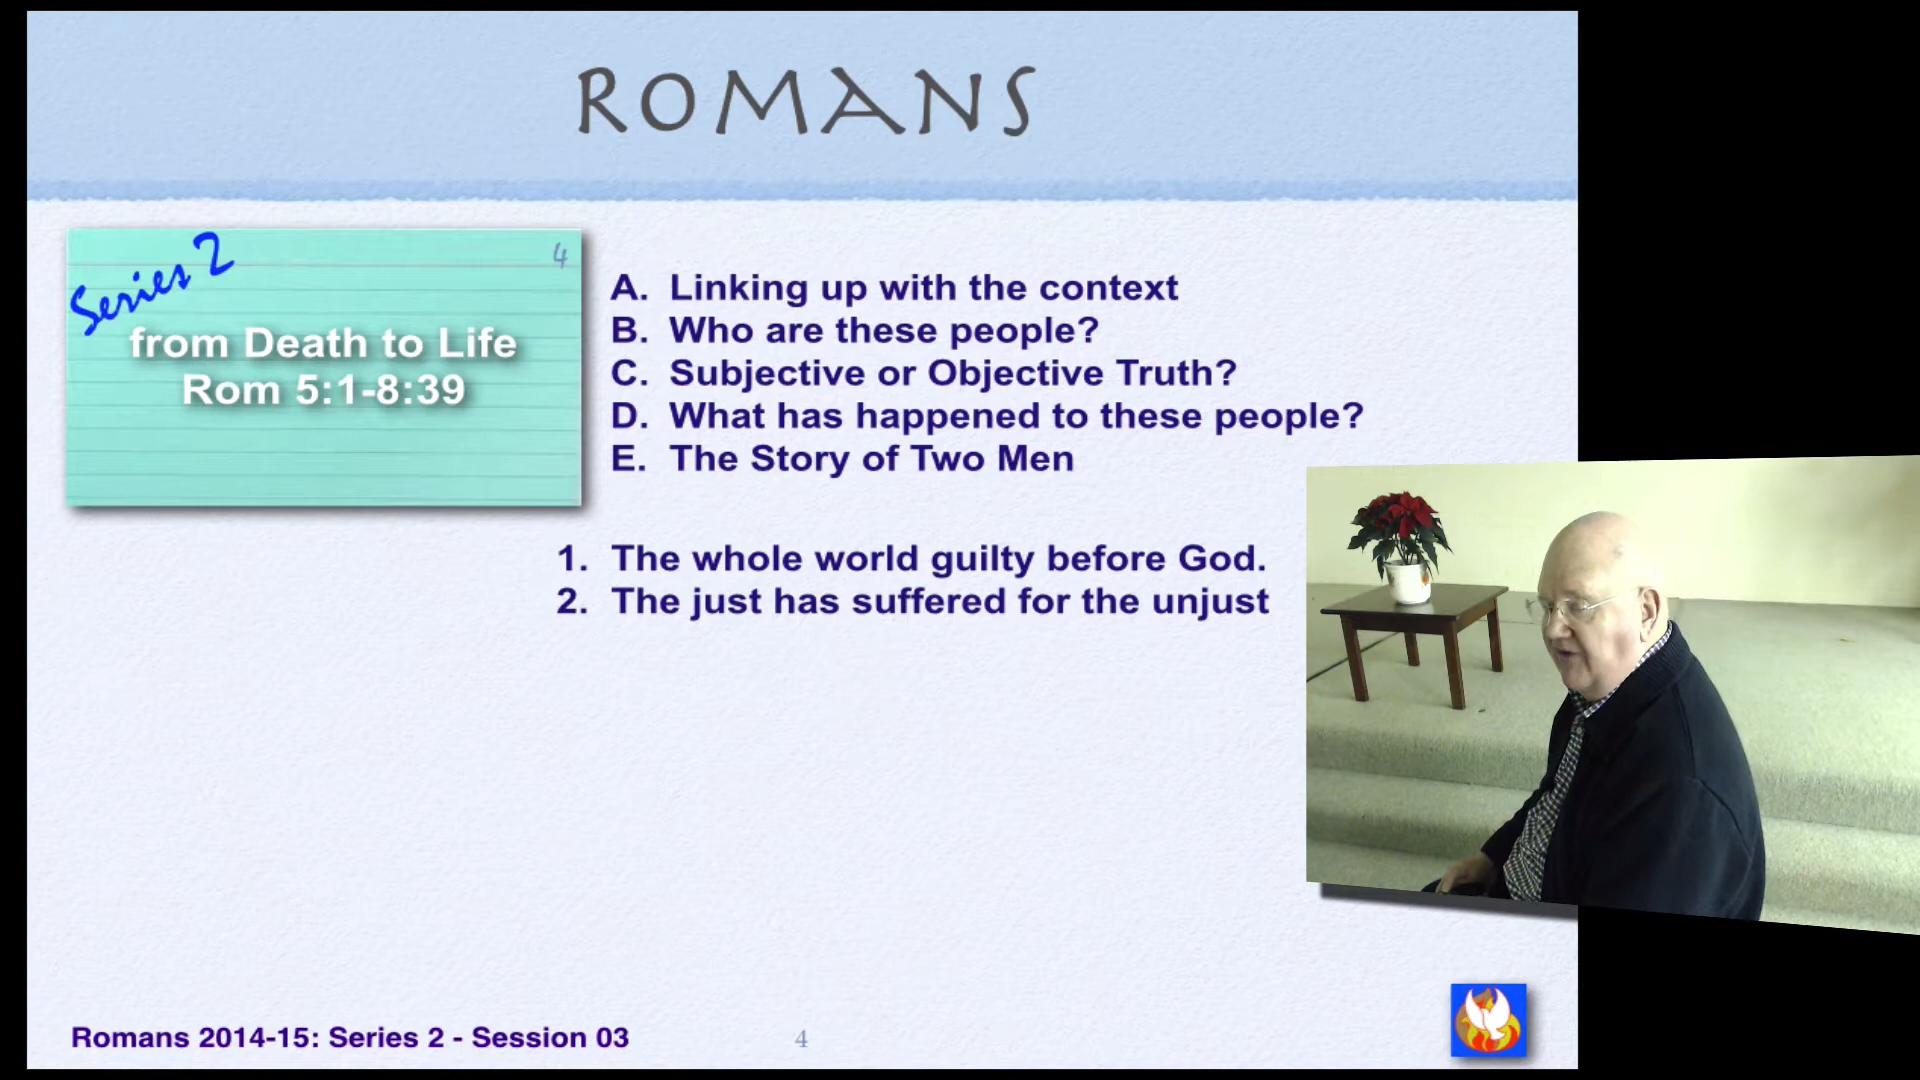 ROMANS
Series 2
4
from Death to Life
Rom 5:1-8:39
A. Linking up with the context
B. Who are these people?
C. Subjective or Objective Truth?
D. What has happened to these people?
E. The Story of Two Men
1. The whole world guilty before God.
2. The just has suffered for the unjust
Romans 2014-15: Series 2 - Session 03
4